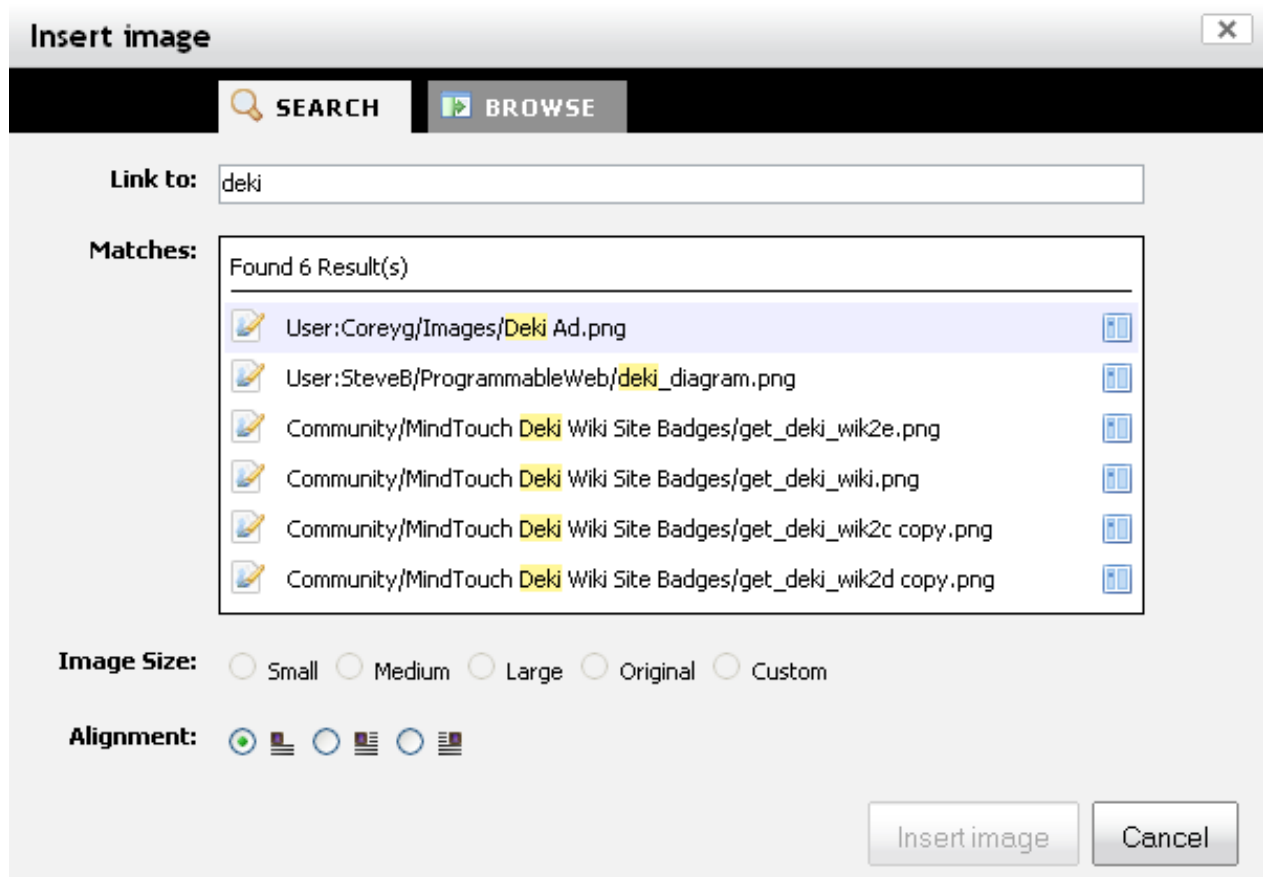 Insert image
SEARCH BROWSE
Link to: deki
Matches:
Found 6 Result(s)
User:Coreyg/Images/Deki Ad.png
User:SteveB/ProgrammableWeb/deki_diagram.png
Community/MindTouch Deki Wiki Site Badges/get_deki_wik2e.png
Community/MindTouch Deki Wiki Site Badges/get_deki_wiki.png
Community/MindTouch Deki Wiki Site Badges/get_deki_wik2c copy.png
Community/MindTouch Deki Wiki Site Badges/get_deki_wik2d copy.png
Image Size: Small Medium Large Original Custom
Alignment:
Insert image Cancel